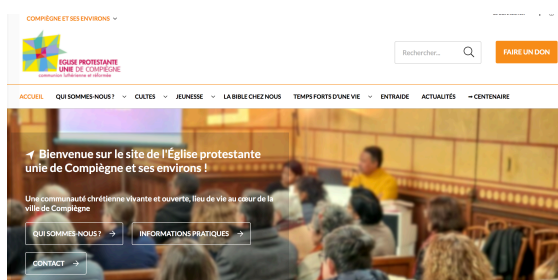 COMPIÈGNE ET SES ENVIRONS
EGLISE PROTESTANTE
UNIE DE COMPIÈGNE
communion luthérienne et réformée
Rechercher...
FAIRE UN DON
ACCUEIL QUI SOMMES-NOUS ? CULTES JEUNESSE LA BIBLE CHEZ NOUS TEMPS FORTS D'UNE VIE ENTRAIDE ACTUALITÉS → CENTENAIRE
Bienvenue sur le site de l'Église protestante
unie de Compiègne et ses environs !
Une communauté chrétienne vivante et ouverte, lieu de vie au cœur de la
ville de Compiègne
QUI SOMMES-NOUS ? →
INFORMATIONS PRATIQUES →
CONTACT →